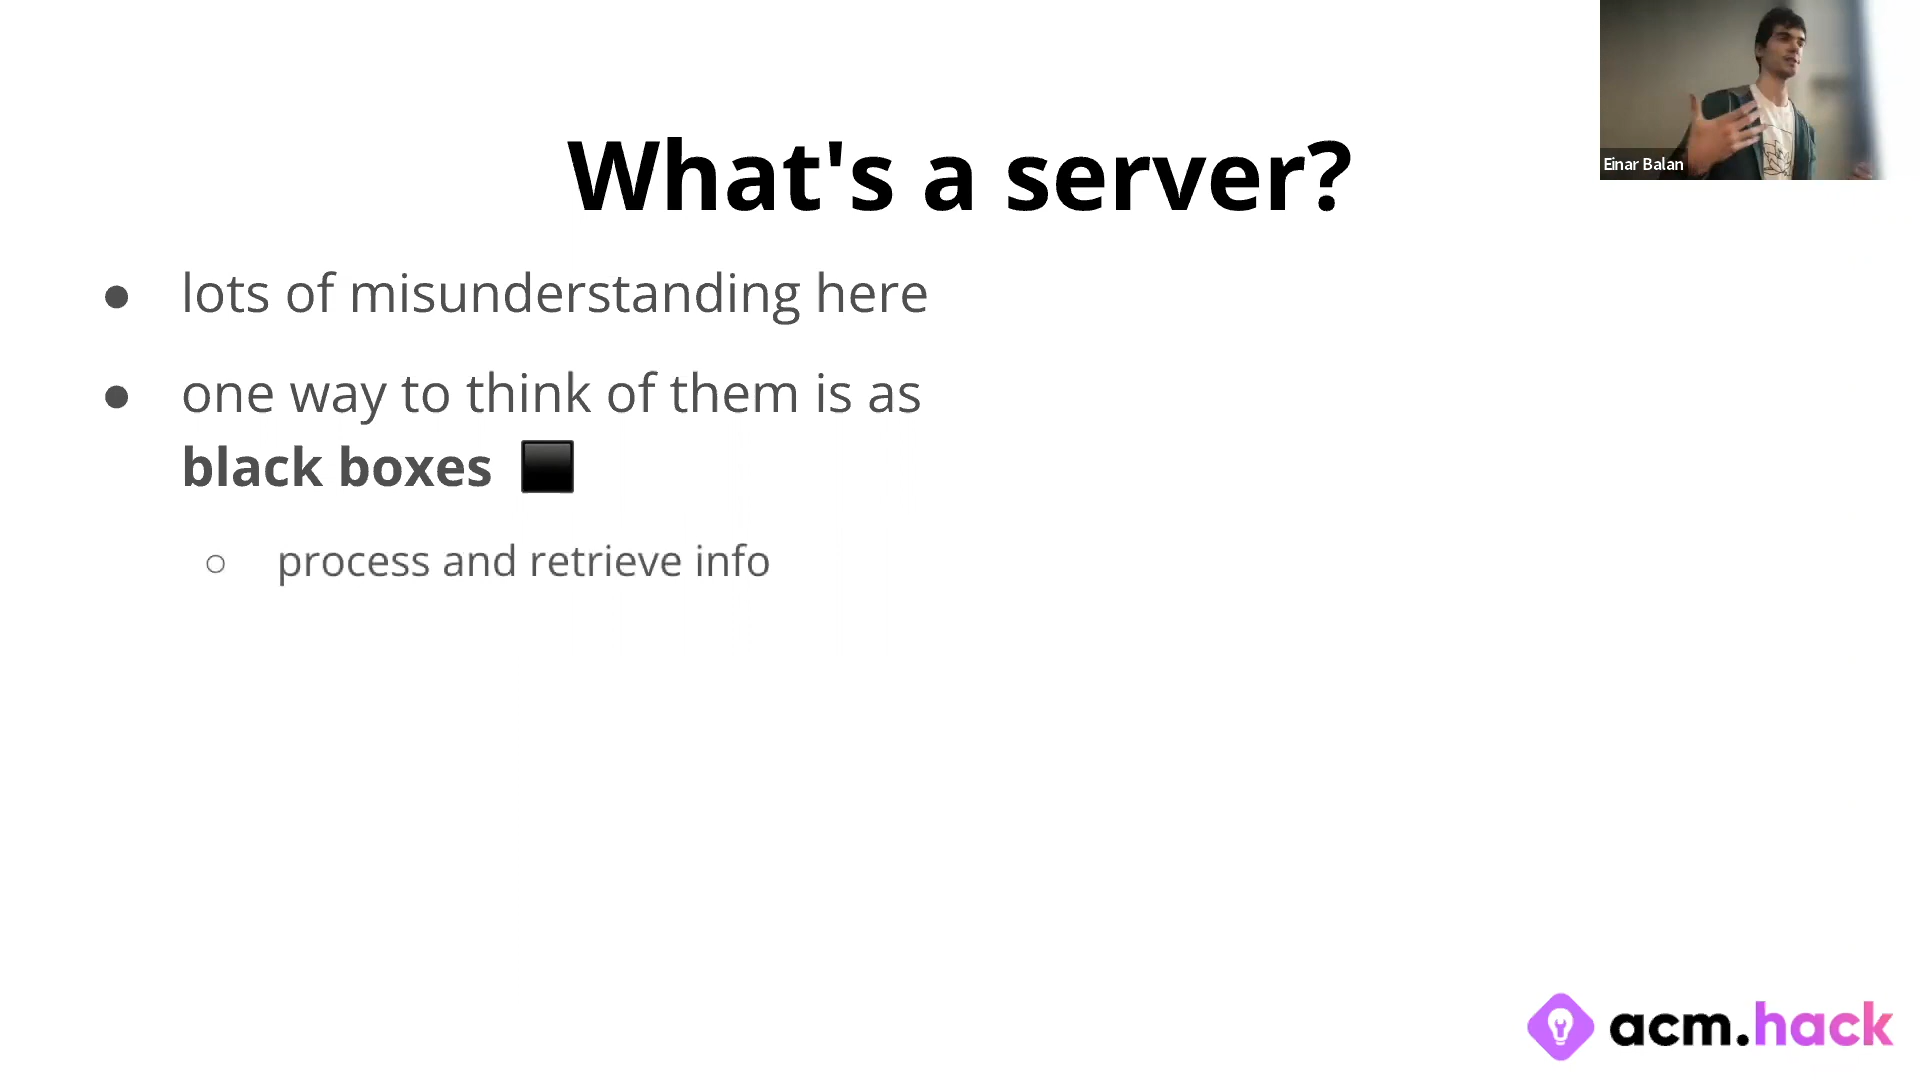 What's a server?
Einar Balan
● lots of misunderstanding here
● one way to think of them is as
black boxes ⬛
○ process and retrieve info
acm.hack